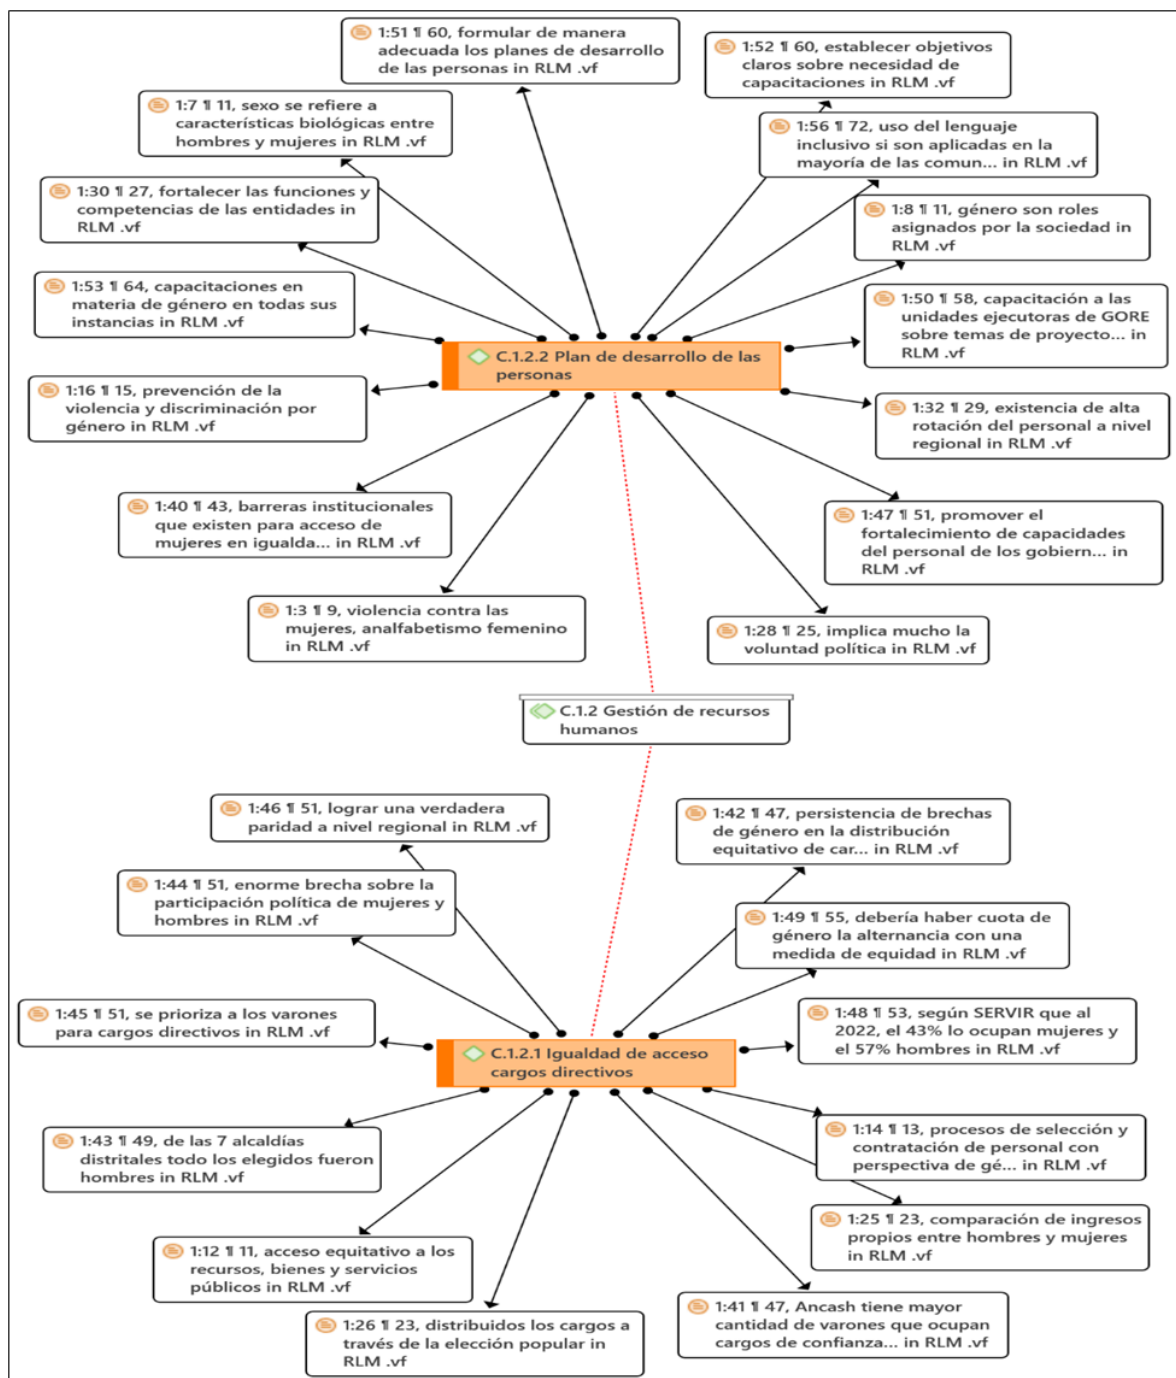 1:51 ¶ 60, formular de manera
adecuada los planes de desarrollo
de las personas in RLM .vf
1:52 ¶ 60, establecer objetivos
claros sobre necesidad de
capacitaciones in RLM .vf
1:7 ¶ 11, sexo se refiere a
características biológicas entre
hombres y mujeres in RLM .vf
1:56 ¶ 72, uso del lenguaje
inclusivo si son aplicadas en la
mayoría de las comun... in RLM .vf
1:30 ¶ 27, fortalecer las funciones y
competencias de las entidades in
RLM .vf
1:8 ¶ 11, género son roles
asignados por la sociedad in
RLM .vf
1:53 ¶ 64, capacitaciones en
materia de género en todas sus
instancias in RLM .vf
1:50 ¶ 58, capacitación a las
unidades ejecutoras de GORE
sobre temas de proyecto... in
RLM .vf
C.1.2.2 Plan de desarrollo de las
personas
1:16 ¶ 15, prevención de la
violencia y discriminación por
género in RLM .vf
1:32 ¶ 29, existencia de alta
rotación del personal a nivel
regional in RLM .vf
1:40 ¶ 43, barreras institucionales
que existen para acceso de
mujeres en igualda... in RLM .vf
1:47 ¶ 51, promover el
fortalecimiento de capacidades
del personal de los gobiern... in
RLM .vf
1:3 ¶ 9, violencia contra las
mujeres, analfabetismo femenino
in RLM .vf
1:28 ¶ 25, implica mucho la
voluntad política in RLM .vf
C.1.2 Gestión de recursos
humanos
1:46 ¶ 51, lograr una verdadera
paridad a nivel regional in RLM .vf
1:42 ¶ 47, persistencia de brechas
de género en la distribución
equitativo de car... in RLM .vf
1:44 ¶ 51, enorme brecha sobre la
participación política de mujeres y
hombres in RLM .vf
1:49 ¶ 55, debería haber cuota de
género la alternancia con una
medida de equidad in RLM .vf
1:45 ¶ 51, se prioriza a los varones
para cargos directivos in RLM .vf
1:48 ¶ 53, según SERVIR que al
2022, el 43% lo ocupan mujeres y
el 57% hombres in RLM .vf
C.1.2.1 Igualdad de acceso
cargos directivos
1:43 ¶ 49, de las 7 alcaldías
distritales todo los elegidos fueron
hombres in RLM .vf
1:14 ¶ 13, procesos de selección y
contratación de personal con
perspectiva de gé... in RLM .vf
1:25 ¶ 23, comparación de ingresos
propios entre hombres y mujeres
in RLM .vf
1:12 ¶ 11, acceso equitativo a los
recursos, bienes y servicios
públicos in RLM .vf
1:26 ¶ 23, distribuidos los cargos a
través de la elección popular in
RLM .vf
1:41 ¶ 47, Ancash tiene mayor
cantidad de varones que ocupan
cargos de confianza... in RLM .vf